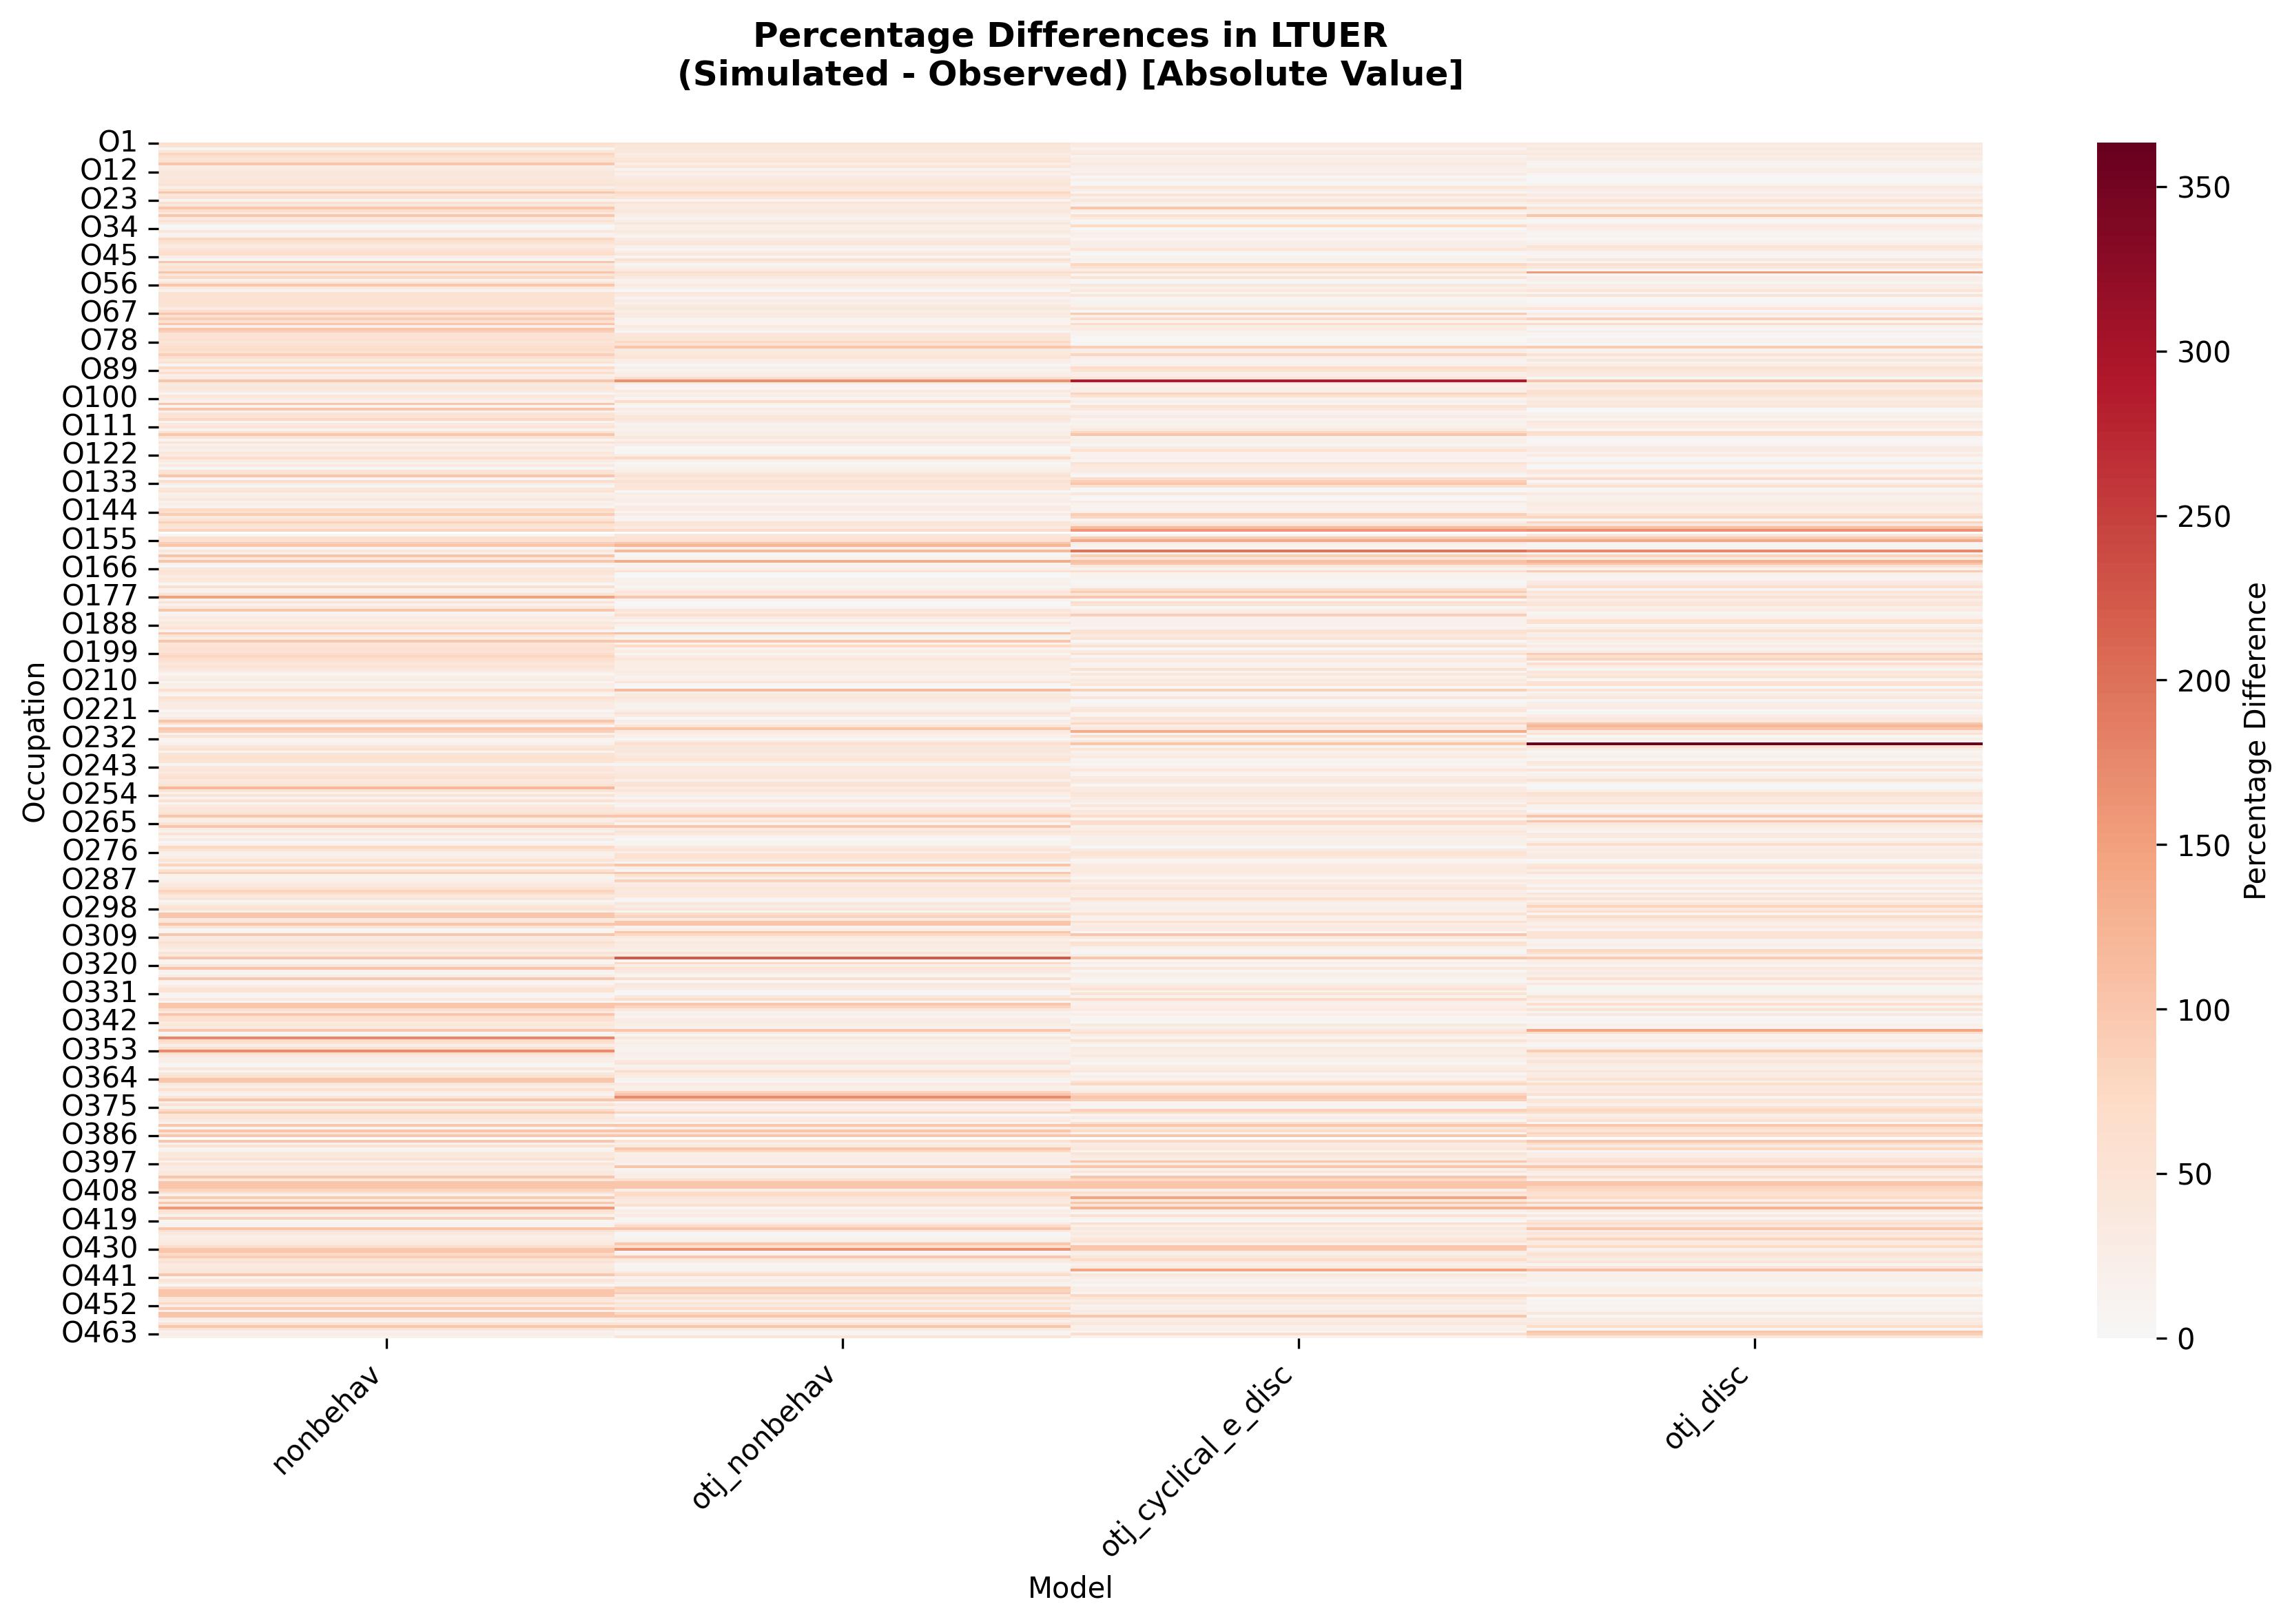 Percentage Differences in LTUER
(Simulated - Observed) [Absolute Value]
Occupation
O1
O12
O23
O34
O45
O56
O67
O78
O89
O100
O111
O122
O133
O144
O155
O166
O177
O188
O199
O210
O221
O232
O243
O254
O265
O276
O287
O298
O309
O320
O331
O342
O353
O364
O375
O386
O397
O408
O419
O430
O441
O452
O463
nonbehav
otj_nonbehav
otj_cyclical_e_disc
otj_disc
Model
350
300
250
200
150
100
50
0
Percentage Difference